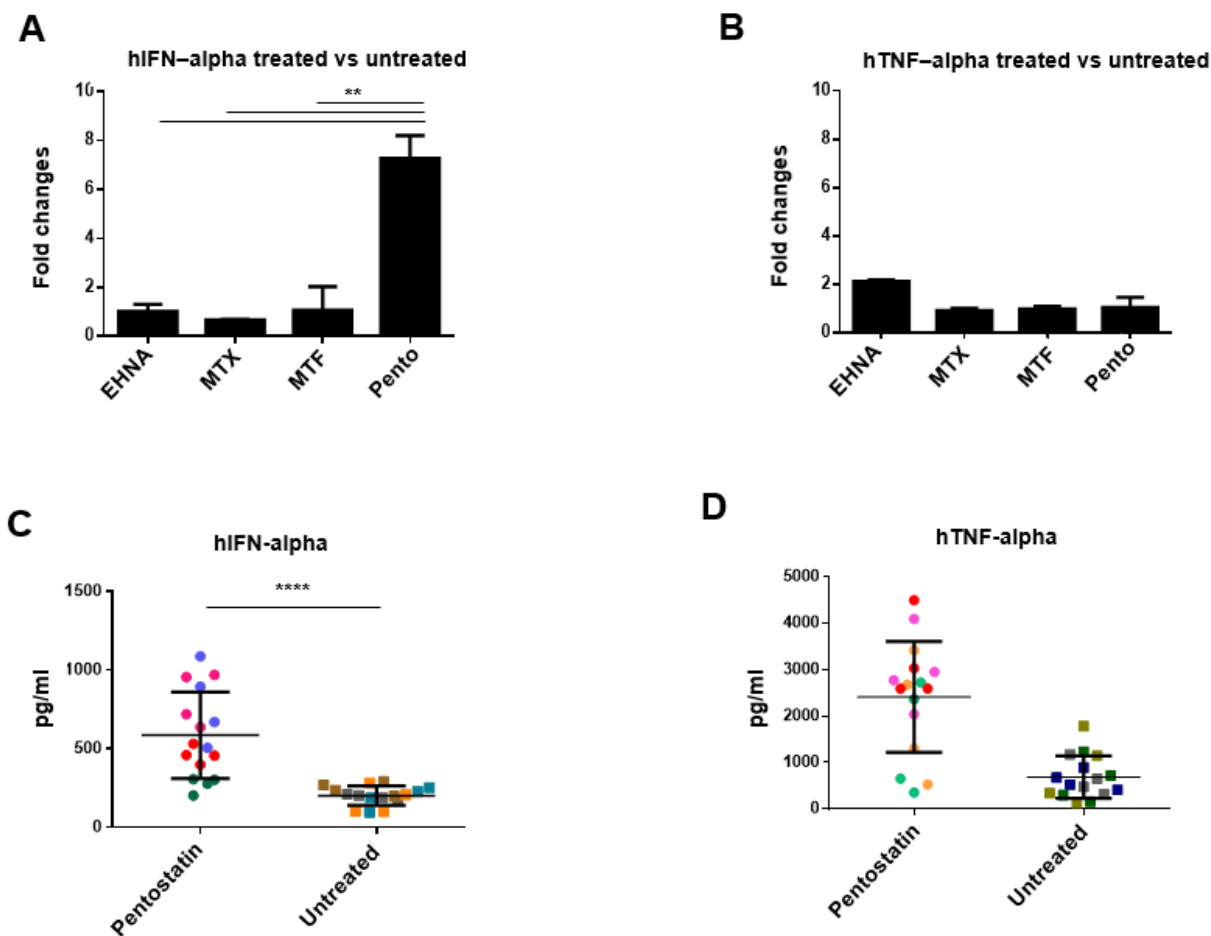 A
hIFN–alpha treated vs untreated
10
8
6
4
2
0
Fold changes
**
EHNA
MTX
MTF
Pento
B
hTNF–alpha treated vs untreated
10
8
6
4
2
0
Fold changes
EHNA
MTX
MTF
Pento
C
hIFN-alpha
1500
1000
500
0
pg/ml
****
Pentostatin
Untreated
D
hTNF-alpha
5000
4000
3000
2000
1000
0
pg/ml
Pentostatin
Untreated